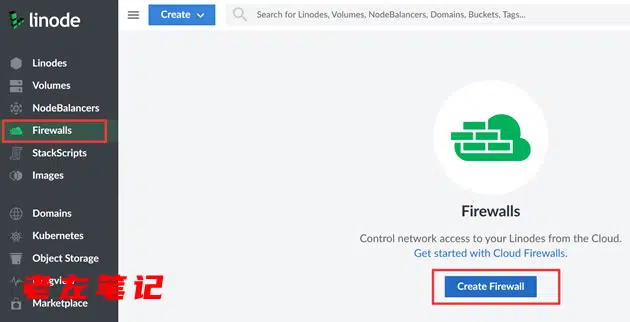 linode
Create
Search for Linodes, Volumes, NodeBalancers, Domains, Buckets, Tags...
Linodes
Volumes
NodeBalancers
Firewalls
StackScripts
Images
Domains
Kubernetes
Object Storage
Marketplace
老左笔记
Firewalls
Control network access to your Linodes from the Cloud.
Get started with Cloud Firewalls.
Create Firewall